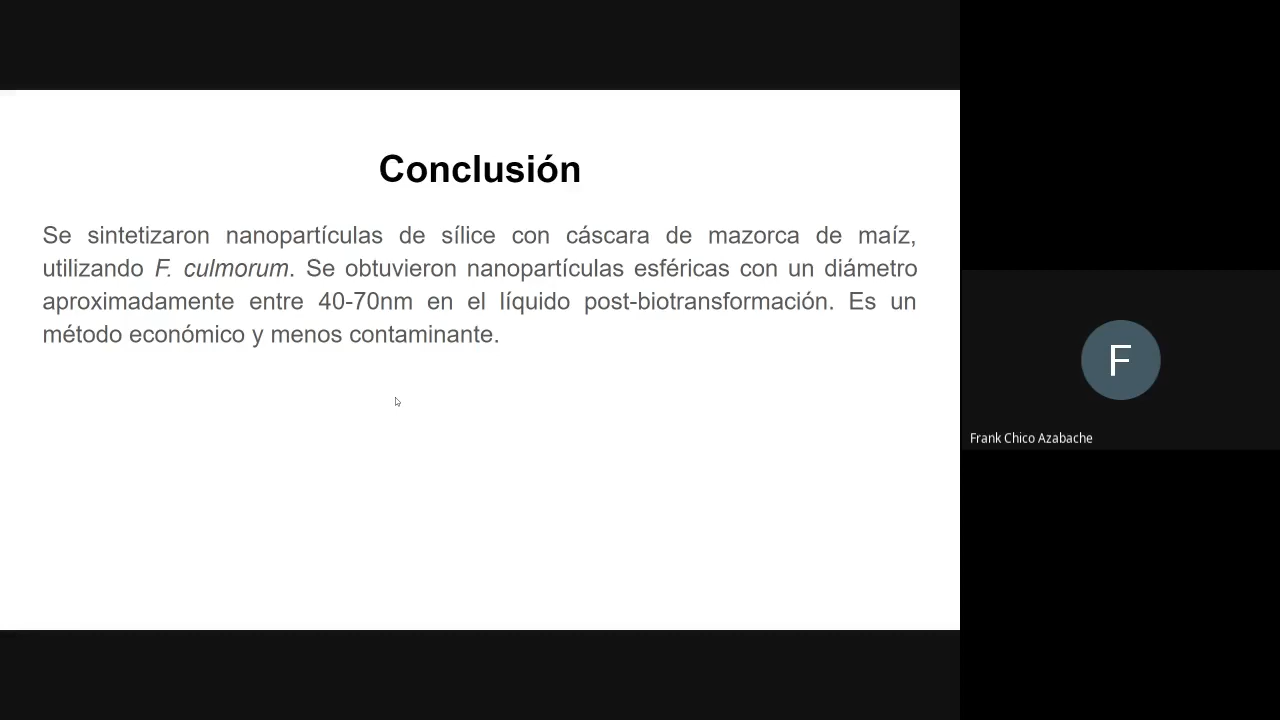 Conclusión
Se sintetizaron nanopartículas de sílice con cáscara de mazorca de maíz,
utilizando F. culmorum. Se obtuvieron nanopartículas esféricas con un diámetro
aproximadamente entre 40-70nm en el líquido post-biotransformación. Es un
método económico y menos contaminante.
F
Frank Chico Azabache